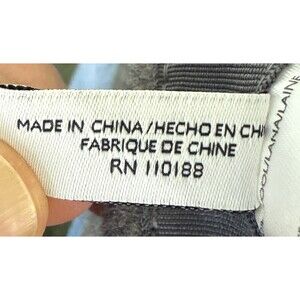 MADE IN CHINA/HECHO EN CHI
FABRIQUE DE CHINE
RN 110188